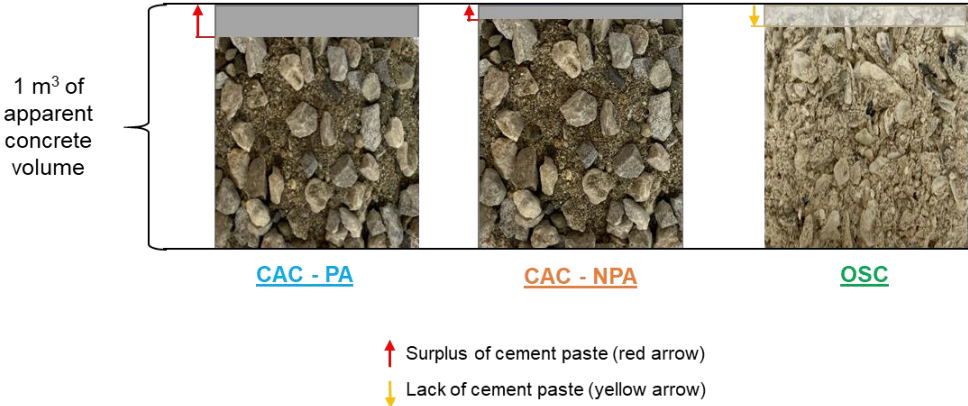 1 m³ of
apparent
concrete
volume
CAC - PA
CAC - NPA
OSC
Surplus of cement paste (red arrow)
Lack of cement paste (yellow arrow)